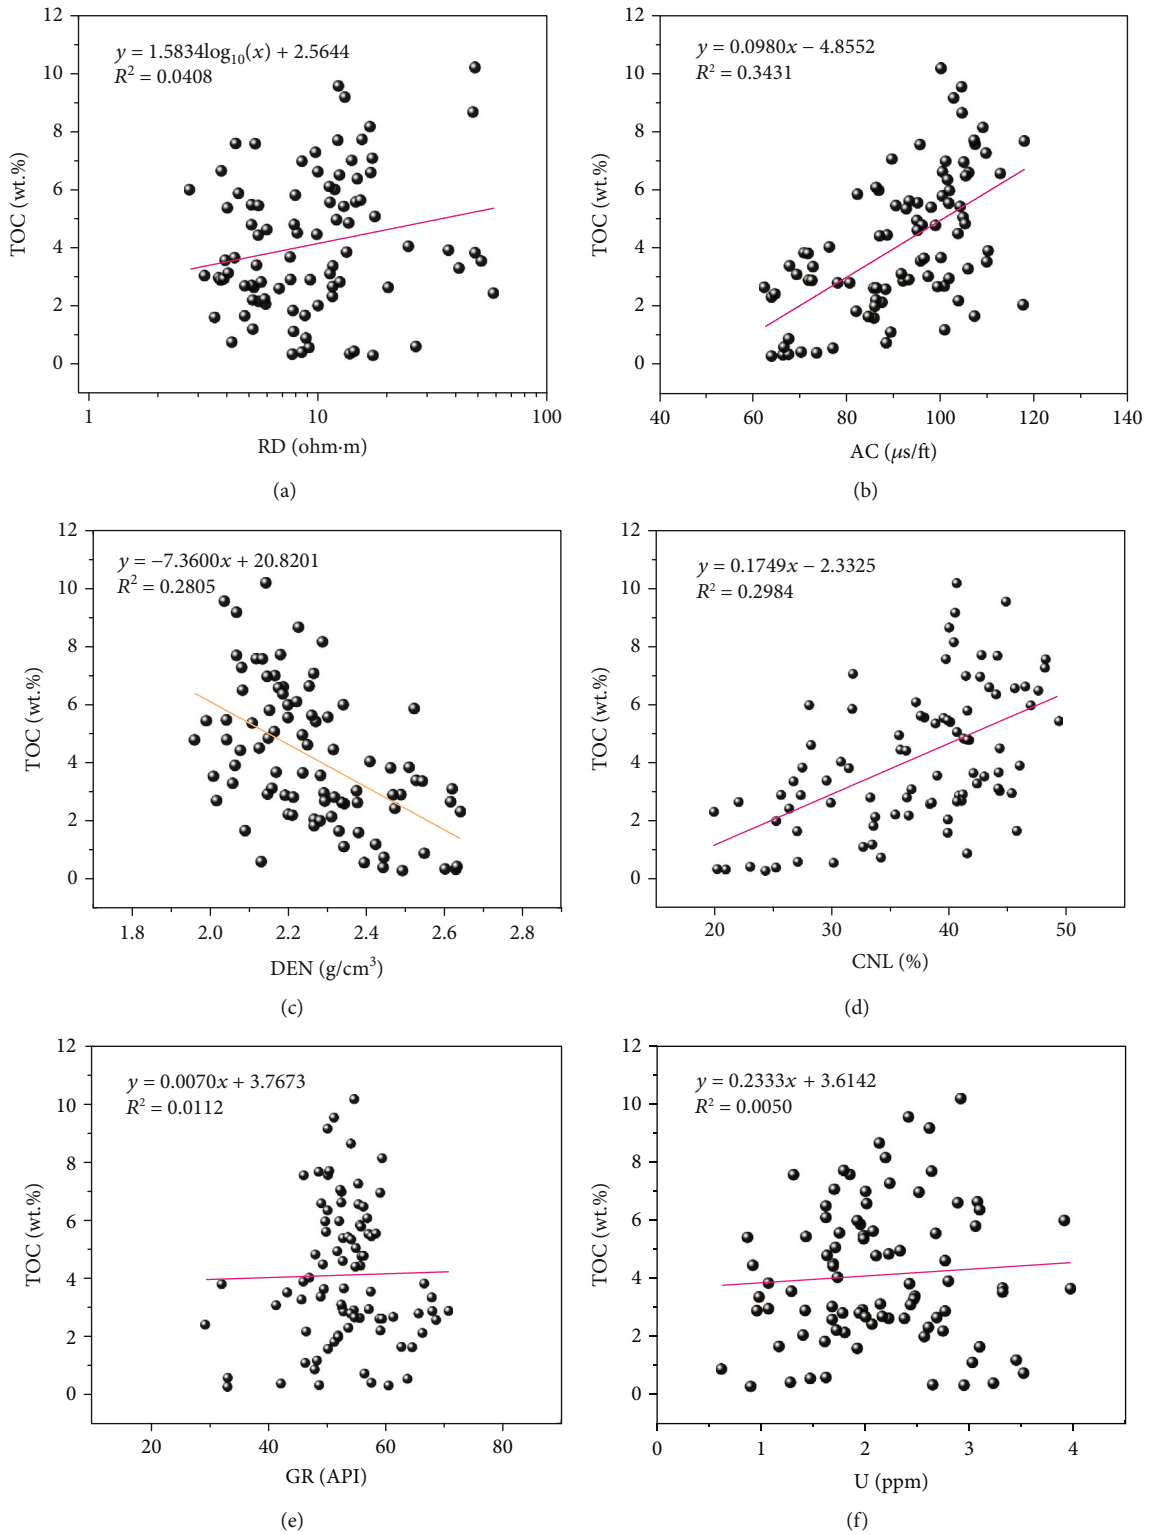 12
10
8
6
4
2
0
TOC (wt.%)
y = 1.5834log₁₀(x) + 2.5644
R² = 0.0408
1
10
100
RD (ohm·m)
(a)
12
10
8
6
4
2
0
TOC (wt.%)
y = 0.0980x − 4.8552
R² = 0.3431
40
60
80
100
120
140
AC (μs/ft)
(b)
12
10
8
6
4
2
0
TOC (wt.%)
y = −7.3600x + 20.8201
R² = 0.2805
1.8
2.0
2.2
2.4
2.6
2.8
DEN (g/cm³)
(c)
12
10
8
6
4
2
0
TOC (wt.%)
y = 0.1749x − 2.3325
R² = 0.2984
20
30
40
50
CNL (%)
(d)
12
10
8
6
4
2
0
TOC (wt.%)
y = 0.0070x + 3.7673
R² = 0.0112
20
40
60
80
GR (API)
(e)
12
10
8
6
4
2
0
TOC (wt.%)
y = 0.2333x + 3.6142
R² = 0.0050
0
1
2
3
4
U (ppm)
(f)